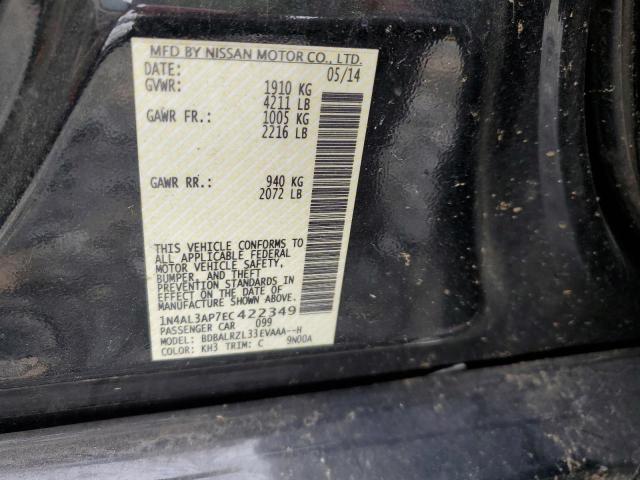 MFD BY NISSAN MOTOR CO., LTD.
DATE: 05/14
GVWR: 1910 KG
4211 LB
GAWR FR.: 1005 KG
2216 LB
GAWR RR.: 940 KG
2072 LB
THIS VEHICLE CONFORMS TO
ALL APPLICABLE FEDERAL
MOTOR VEHICLE SAFETY,
BUMPER, AND THEFT
PREVENTION STANDARDS IN
EFFECT ON THE DATE OF
MANUFACTURE SHOWN ABOVE.
1N4AL3AP7EC422349
PASSENGER CAR 099
MODEL: BDBALRZL33EVAAA--H
COLOR: KH3 TRIM: C 9N00A